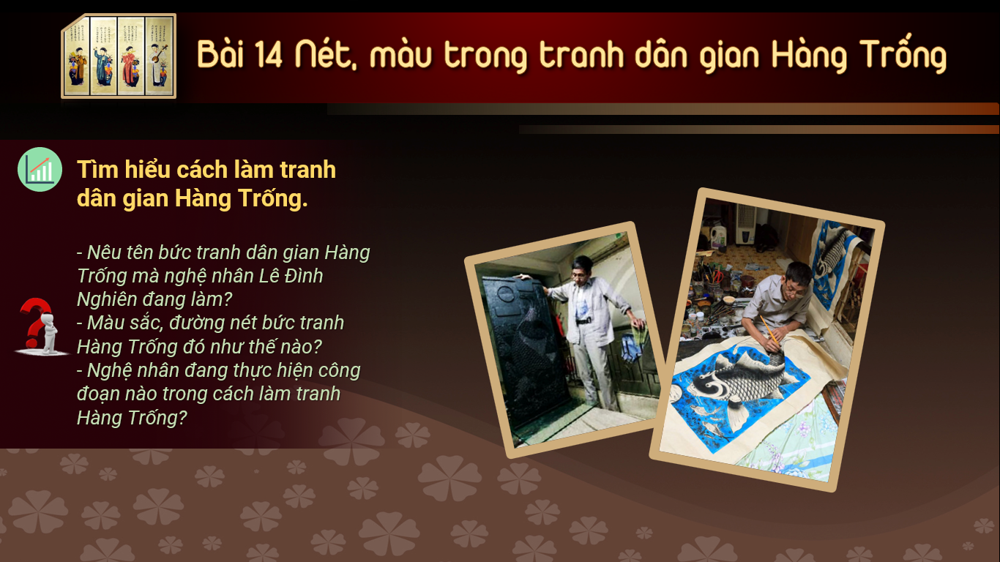 Bài 14 Nét, màu trong tranh dân gian Hàng Trống
Tìm hiểu cách làm tranh
dân gian Hàng Trống.
- Nêu tên bức tranh dân gian Hàng
Trống mà nghệ nhân Lê Đình
Nghiên đang làm?
- Màu sắc, đường nét bức tranh
Hàng Trống đó như thế nào?
- Nghệ nhân đang thực hiện công
đoạn nào trong cách làm tranh
Hàng Trống?